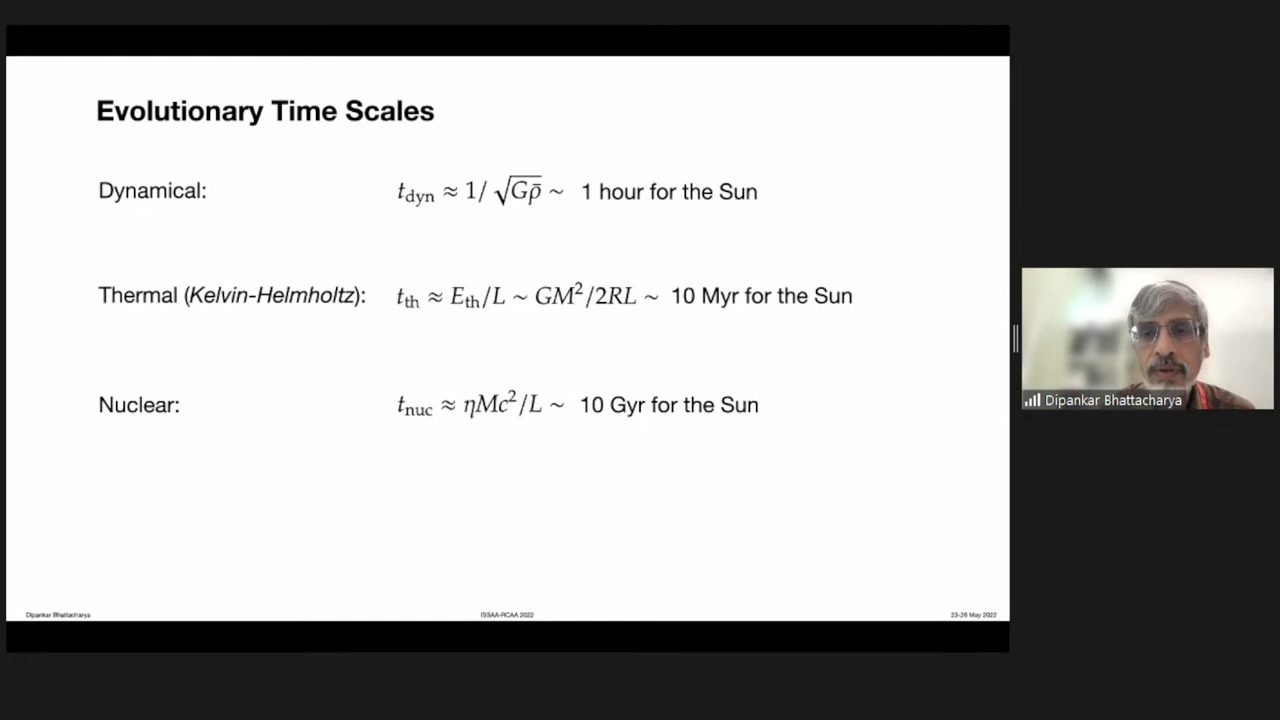 Evolutionary Time Scales
Dynamical: t_dyn ≈ 1/√Gρ̄ ~ 1 hour for the Sun
Thermal (Kelvin-Helmholtz): t_th ≈ E_th/L ~ GM²/2RL ~ 10 Myr for the Sun
Nuclear: t_nuc ≈ ηMc²/L ~ 10 Gyr for the Sun
Dipankar Bhattacharya
Dipankar Bhattacharya ISSAA-RCAA 2022 23-26 May 2022